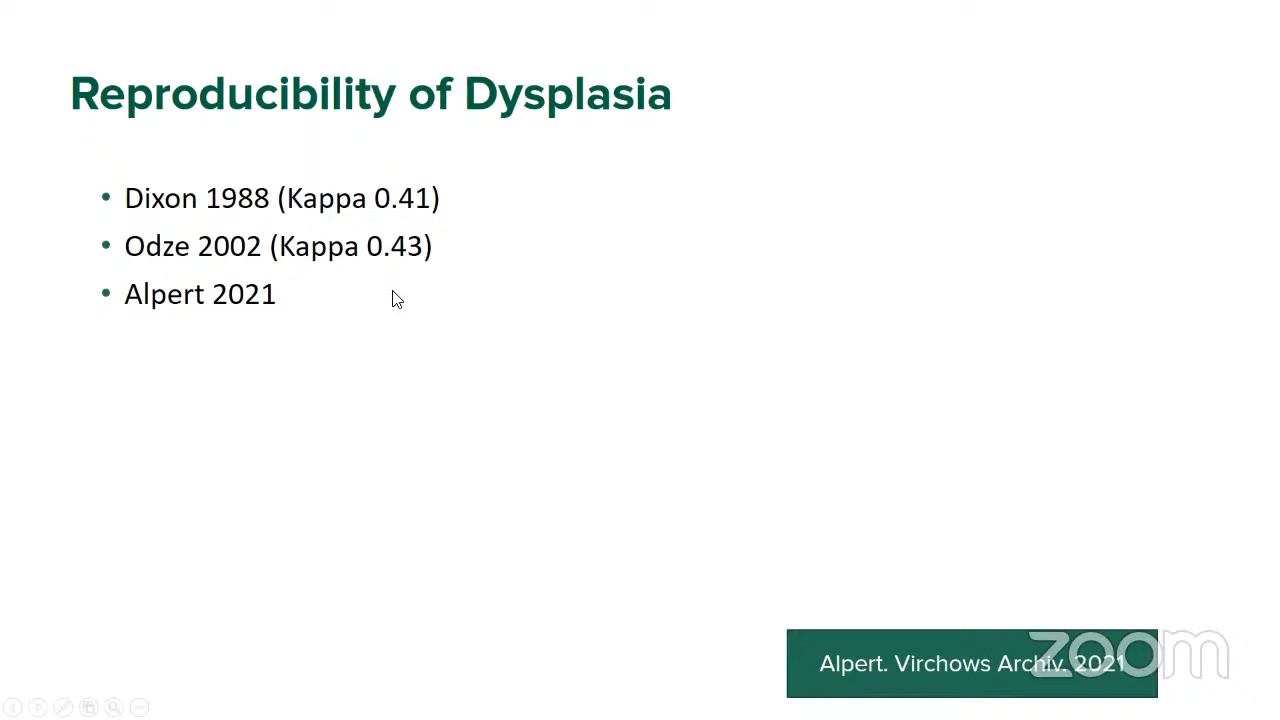 Reproducibility of Dysplasia
• Dixon 1988 (Kappa 0.41)
• Odze 2002 (Kappa 0.43)
• Alpert 2021
Alpert. Virchows Archiv. 2021
zoom